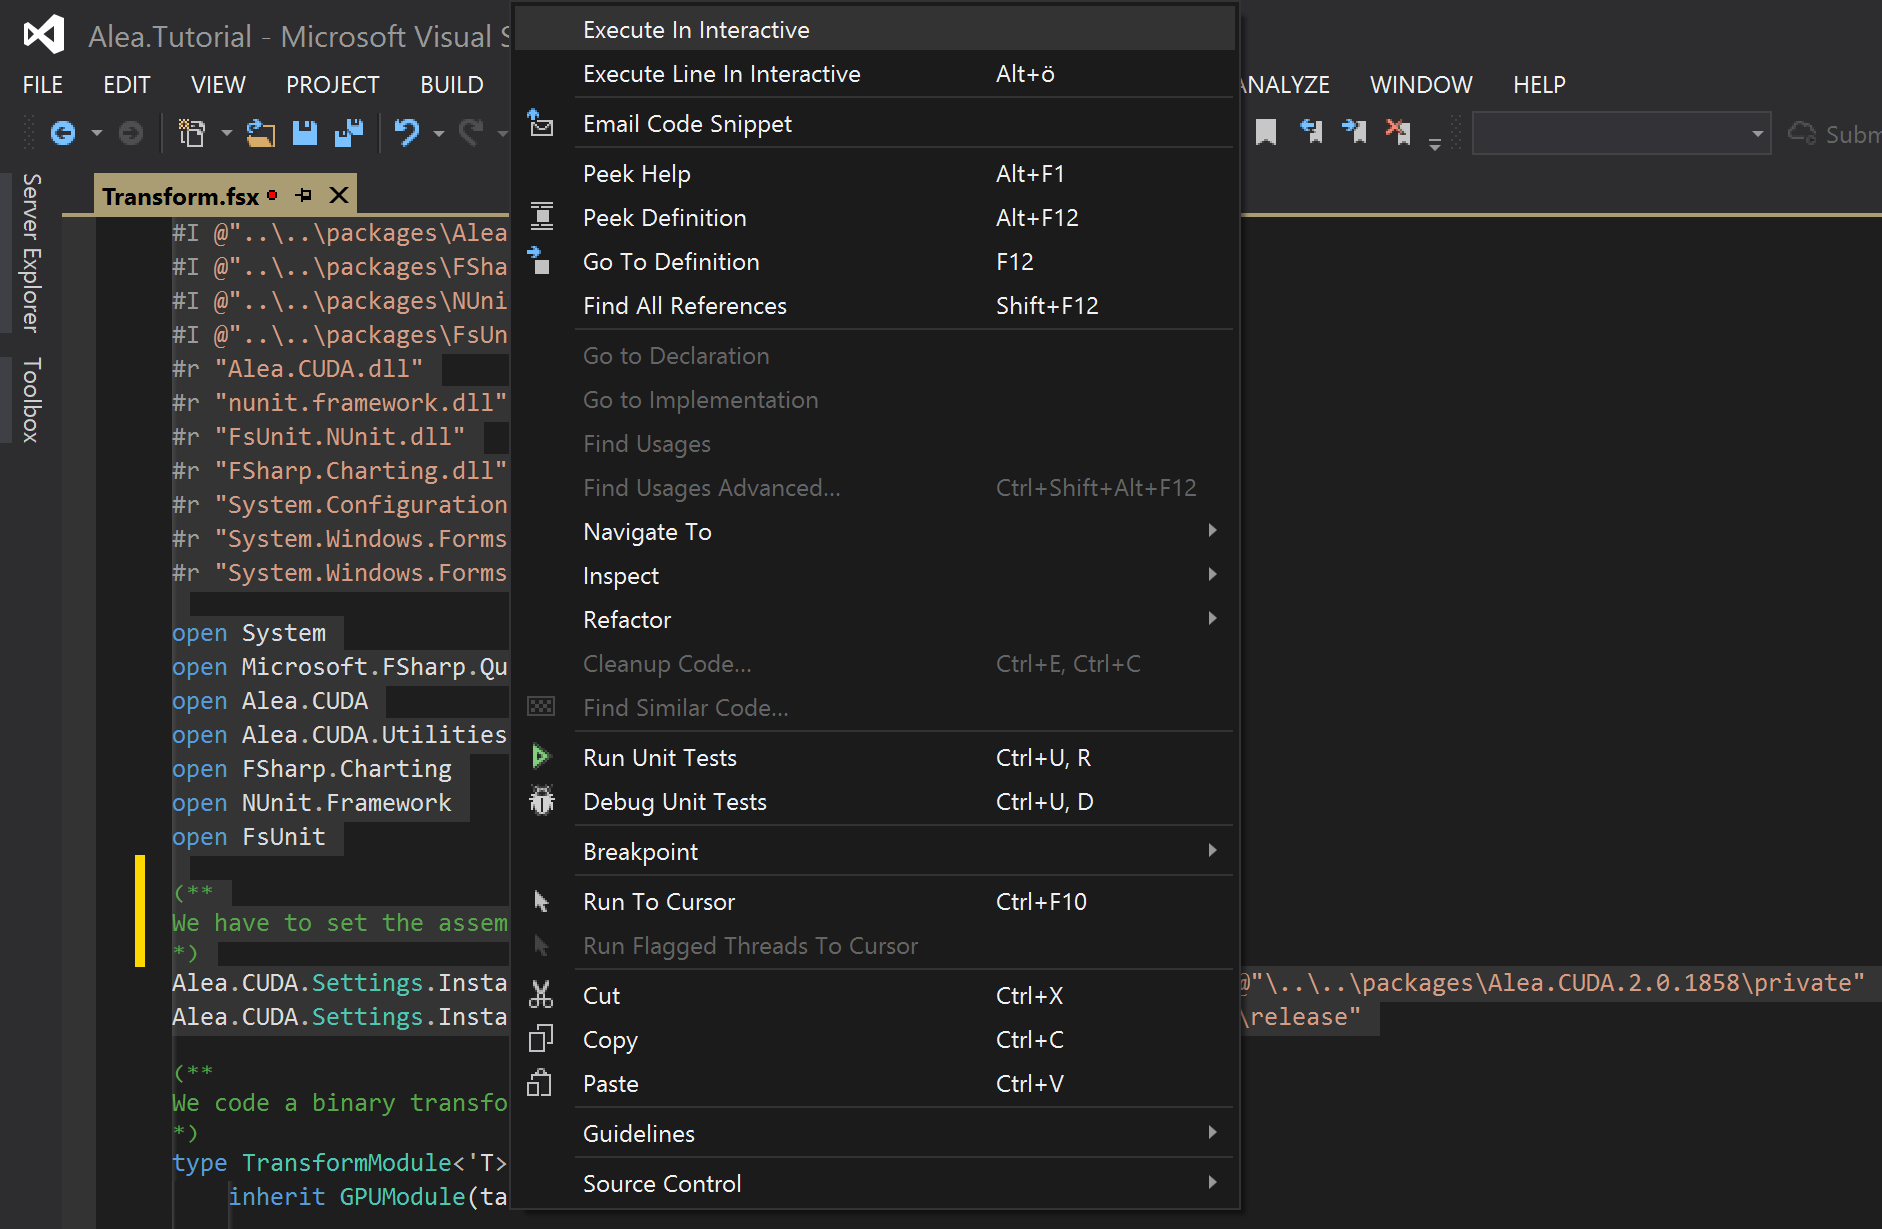 Alea.Tutorial - Microsoft Visual
FILE EDIT VIEW PROJECT BUILD ANALYZE WINDOW HELP
Server Explorer
Toolbox
Transform.fsx
#I @"..\..\packages\Alea
#I @"..\..\packages\FSha
#I @"..\..\packages\NUni
#I @"..\..\packages\FsUn
#r "Alea.CUDA.dll"
#r "nunit.framework.dll"
#r "FsUnit.NUnit.dll"
#r "FSharp.Charting.dll"
#r "System.Configuration
#r "System.Windows.Forms
#r "System.Windows.Forms
open System
open Microsoft.FSharp.Qu
open Alea.CUDA
open Alea.CUDA.Utilities
open FSharp.Charting
open NUnit.Framework
open FsUnit
(**
We have to set the assem
*)
Alea.CUDA.Settings.Insta @"\..\..\packages\Alea.CUDA.2.0.1858\private"
Alea.CUDA.Settings.Insta \release"
(**
We code a binary transfo
*)
type TransformModule<'T>
inherit GPUModule(ta
Execute In Interactive
Execute Line In Interactive Alt+ö
Email Code Snippet
Peek Help Alt+F1
Peek Definition Alt+F12
Go To Definition F12
Find All References Shift+F12
Go to Declaration
Go to Implementation
Find Usages
Find Usages Advanced... Ctrl+Shift+Alt+F12
Navigate To
Inspect
Refactor
Cleanup Code... Ctrl+E, Ctrl+C
Find Similar Code...
Run Unit Tests Ctrl+U, R
Debug Unit Tests Ctrl+U, D
Breakpoint
Run To Cursor Ctrl+F10
Run Flagged Threads To Cursor
Cut Ctrl+X
Copy Ctrl+C
Paste Ctrl+V
Guidelines
Source Control
Subm